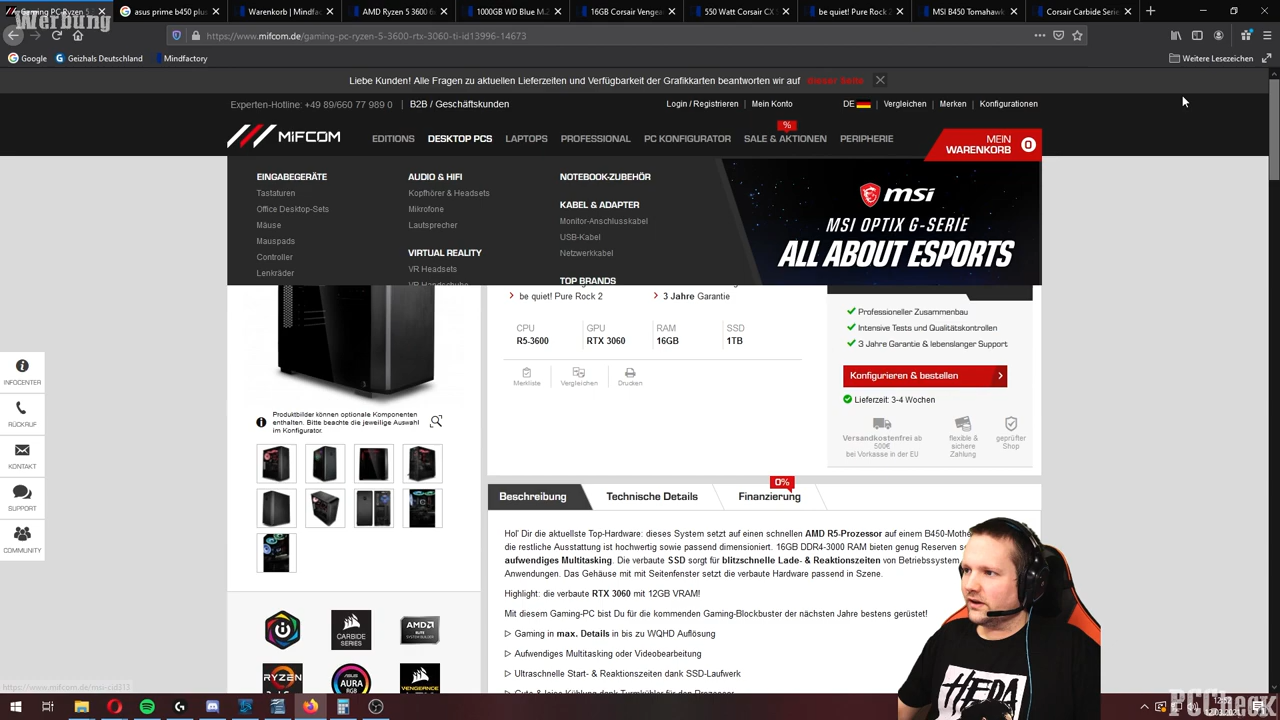 Werbung
Gaming PC Ryzen 5
asus prime b450 plus
Warenkorb | Mindfac
AMD Ryzen 5 3600 6
1000GB WD Blue M.2
16GB Corsair Vengea
550 Watt Corsair CX
be quiet! Pure Rock 2
MSI B450 Tomahawk
Corsair Carbide Serie
https://www.mifcom.de/gaming-pc-ryzen-5-3600-rtx-3060-ti-id13996-14673
Google
Geizhals Deutschland
Mindfactory
Weitere Lesezeichen
Liebe Kunden! Alle Fragen zu aktuellen Lieferzeiten und Verfügbarkeit der Grafikkarten beantworten wir auf dieser Seite
Experten-Hotline: +49 89/660 77 989 0 | B2B / Geschäftskunden
Login / Registrieren | Mein Konto
DE
Vergleichen | Merken | Konfigurationen
MIFCOM
EDITIONS
DESKTOP PCS
LAPTOPS
PROFESSIONAL
PC KONFIGURATOR
%
SALE & AKTIONEN
PERIPHERIE
MEIN
WARENKORB
0
EINGABEGERÄTE
Tastaturen
Office Desktop-Sets
Mäuse
Mauspads
Controller
Lenkräder
AUDIO & HIFI
Kopfhörer & Headsets
Mikrofone
Lautsprecher
VIRTUAL REALITY
VR Headsets
VR Handschuhe
NOTEBOOK-ZUBEHÖR
KABEL & ADAPTER
Monitor-Anschlusskabel
USB-Kabel
Netzwerkkabel
TOP BRANDS
msi
MSI OPTIX G-SERIE
ALL ABOUT ESPORTS
be quiet! Pure Rock 2
3 Jahre Garantie
CPU
R5-3600
GPU
RTX 3060
RAM
16GB
SSD
1TB
Merkliste
Vergleichen
Drucken
Professioneller Zusammenbau
Intensive Tests und Qualitätskontrollen
3 Jahre Garantie & lebenslanger Support
Konfigurieren & bestellen
Lieferzeit: 3-4 Wochen
Versandkostenfrei ab
500€
bei Vorkasse in der EU
flexible &
sichere
Zahlung
geprüfter
Shop
INFOCENTER
RÜCKRUF
KONTAKT
SUPPORT
COMMUNITY
Produktbilder können optionale Komponenten
enthalten. Bitte beachte die jeweilige Auswahl
im Konfigurator.
Beschreibung
Technische Details
0%
Finanzierung
Hol' Dir die aktuellste Top-Hardware: dieses System setzt auf einen schnellen AMD R5-Prozessor auf einem B450-Mothe
die restliche Ausstattung ist hochwertig sowie passend dimensioniert. 16GB DDR4-3000 RAM bieten genug Reserven
aufwendiges Multitasking. Die verbaute SSD sorgt für blitzschnelle Lade- & Reaktionszeiten von Betriebssystem
Anwendungen. Das Gehäuse mit mit Seitenfenster setzt die verbaute Hardware passend in Szene.
Highlight: die verbaute RTX 3060 mit 12GB VRAM!
Mit diesem Gaming-PC bist Du für die kommenden Gaming-Blockbuster der nächsten Jahre bestens gerüstet!
Gaming in max. Details in bis zu WQHD Auflösung
Aufwendiges Multitasking oder Videobearbeitung
Ultraschnelle Start- & Reaktionszeiten dank SSD-Laufwerk
CARBIDE
SERIES
AMD
RYZEN
AURA
RGB
VENGEANCE
https://www.mifcom.de/msi-cid313
HEDA
PCCheck